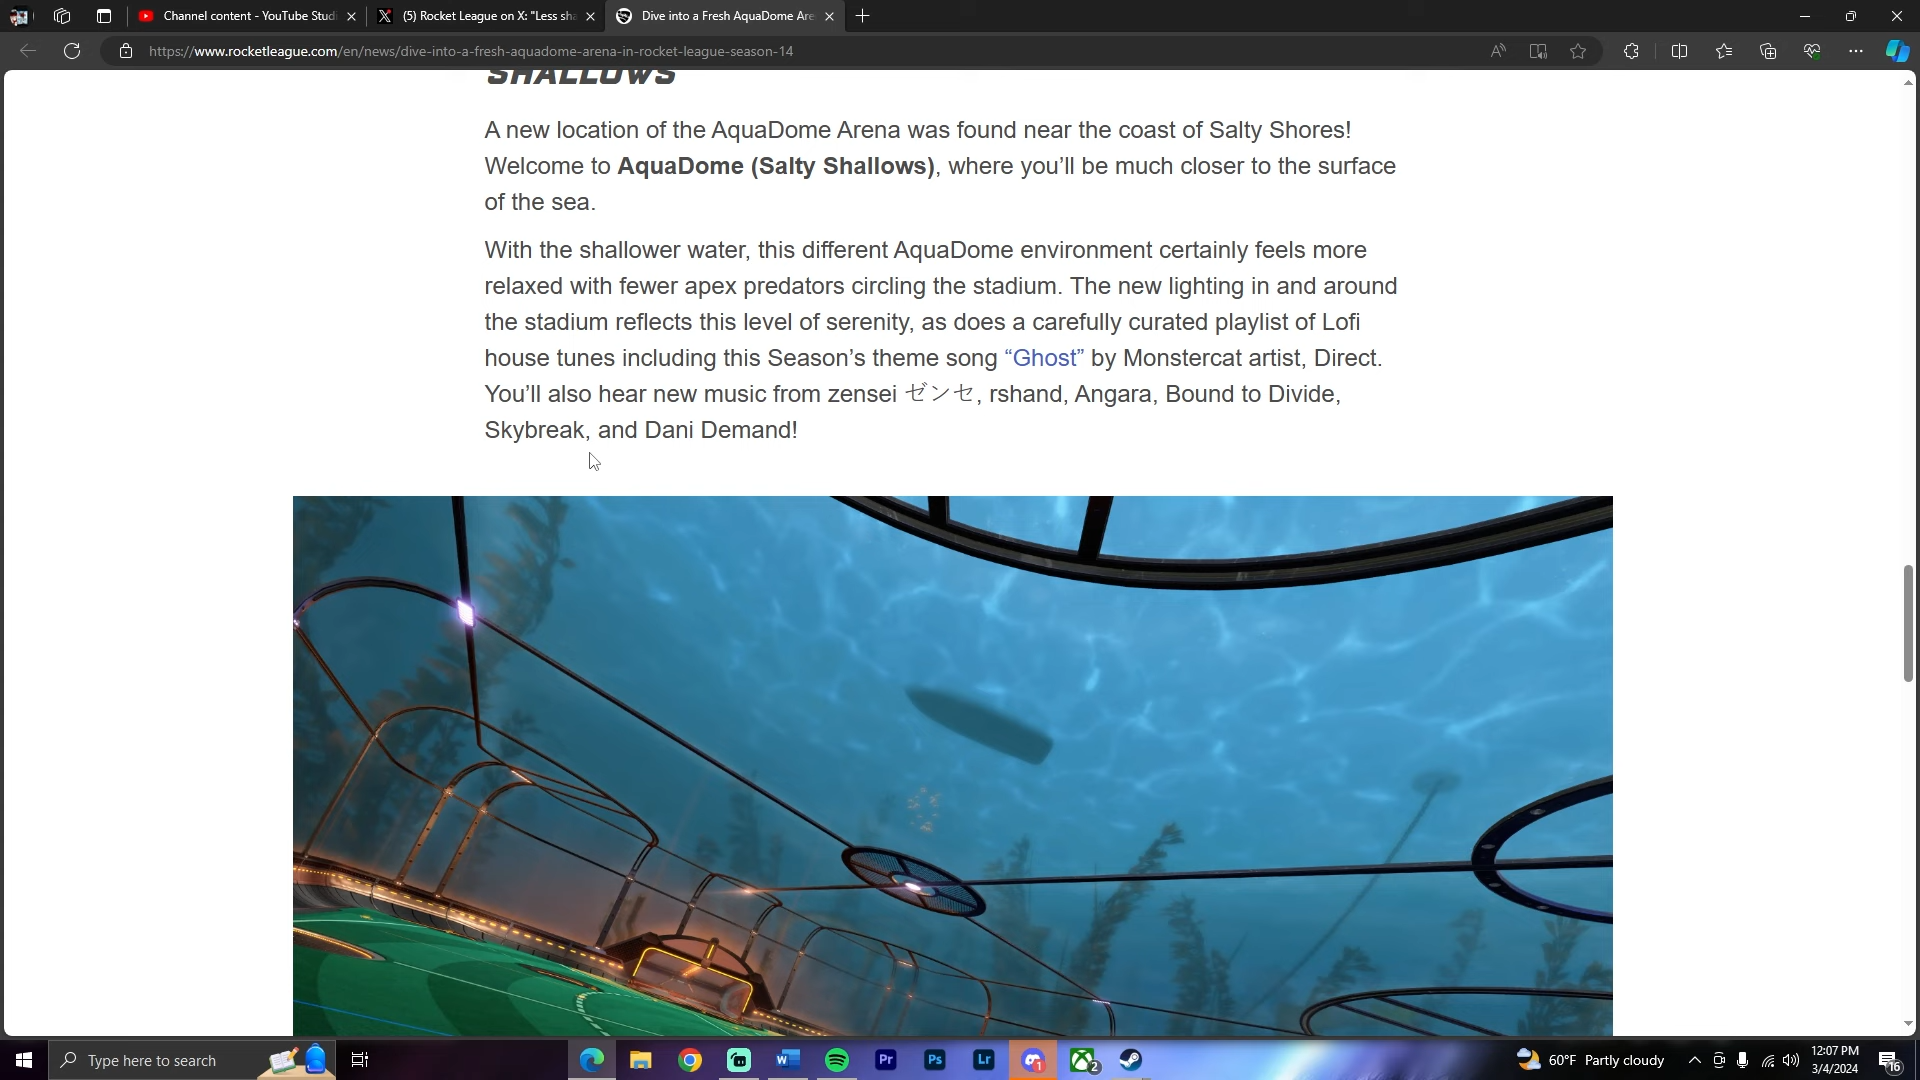 Channel content - YouTube Studi
(5) Rocket League on X: "Less sha
Dive into a Fresh AquaDome Are
https://www.rocketleague.com/en/news/dive-into-a-fresh-aquadome-arena-in-rocket-league-season-14
SHALLOWS
A new location of the AquaDome Arena was found near the coast of Salty Shores!
Welcome to AquaDome (Salty Shallows), where you'll be much closer to the surface
of the sea.
With the shallower water, this different AquaDome environment certainly feels more
relaxed with fewer apex predators circling the stadium. The new lighting in and around
the stadium reflects this level of serenity, as does a carefully curated playlist of Lofi
house tunes including this Season's theme song “Ghost” by Monstercat artist, Direct.
You'll also hear new music from zensei ゼンセ, rshand, Angara, Bound to Divide,
Skybreak, and Dani Demand!
Type here to search
Pr
Ps
Lr
1
2
60°F Partly cloudy
12:07 PM
3/4/2024
16